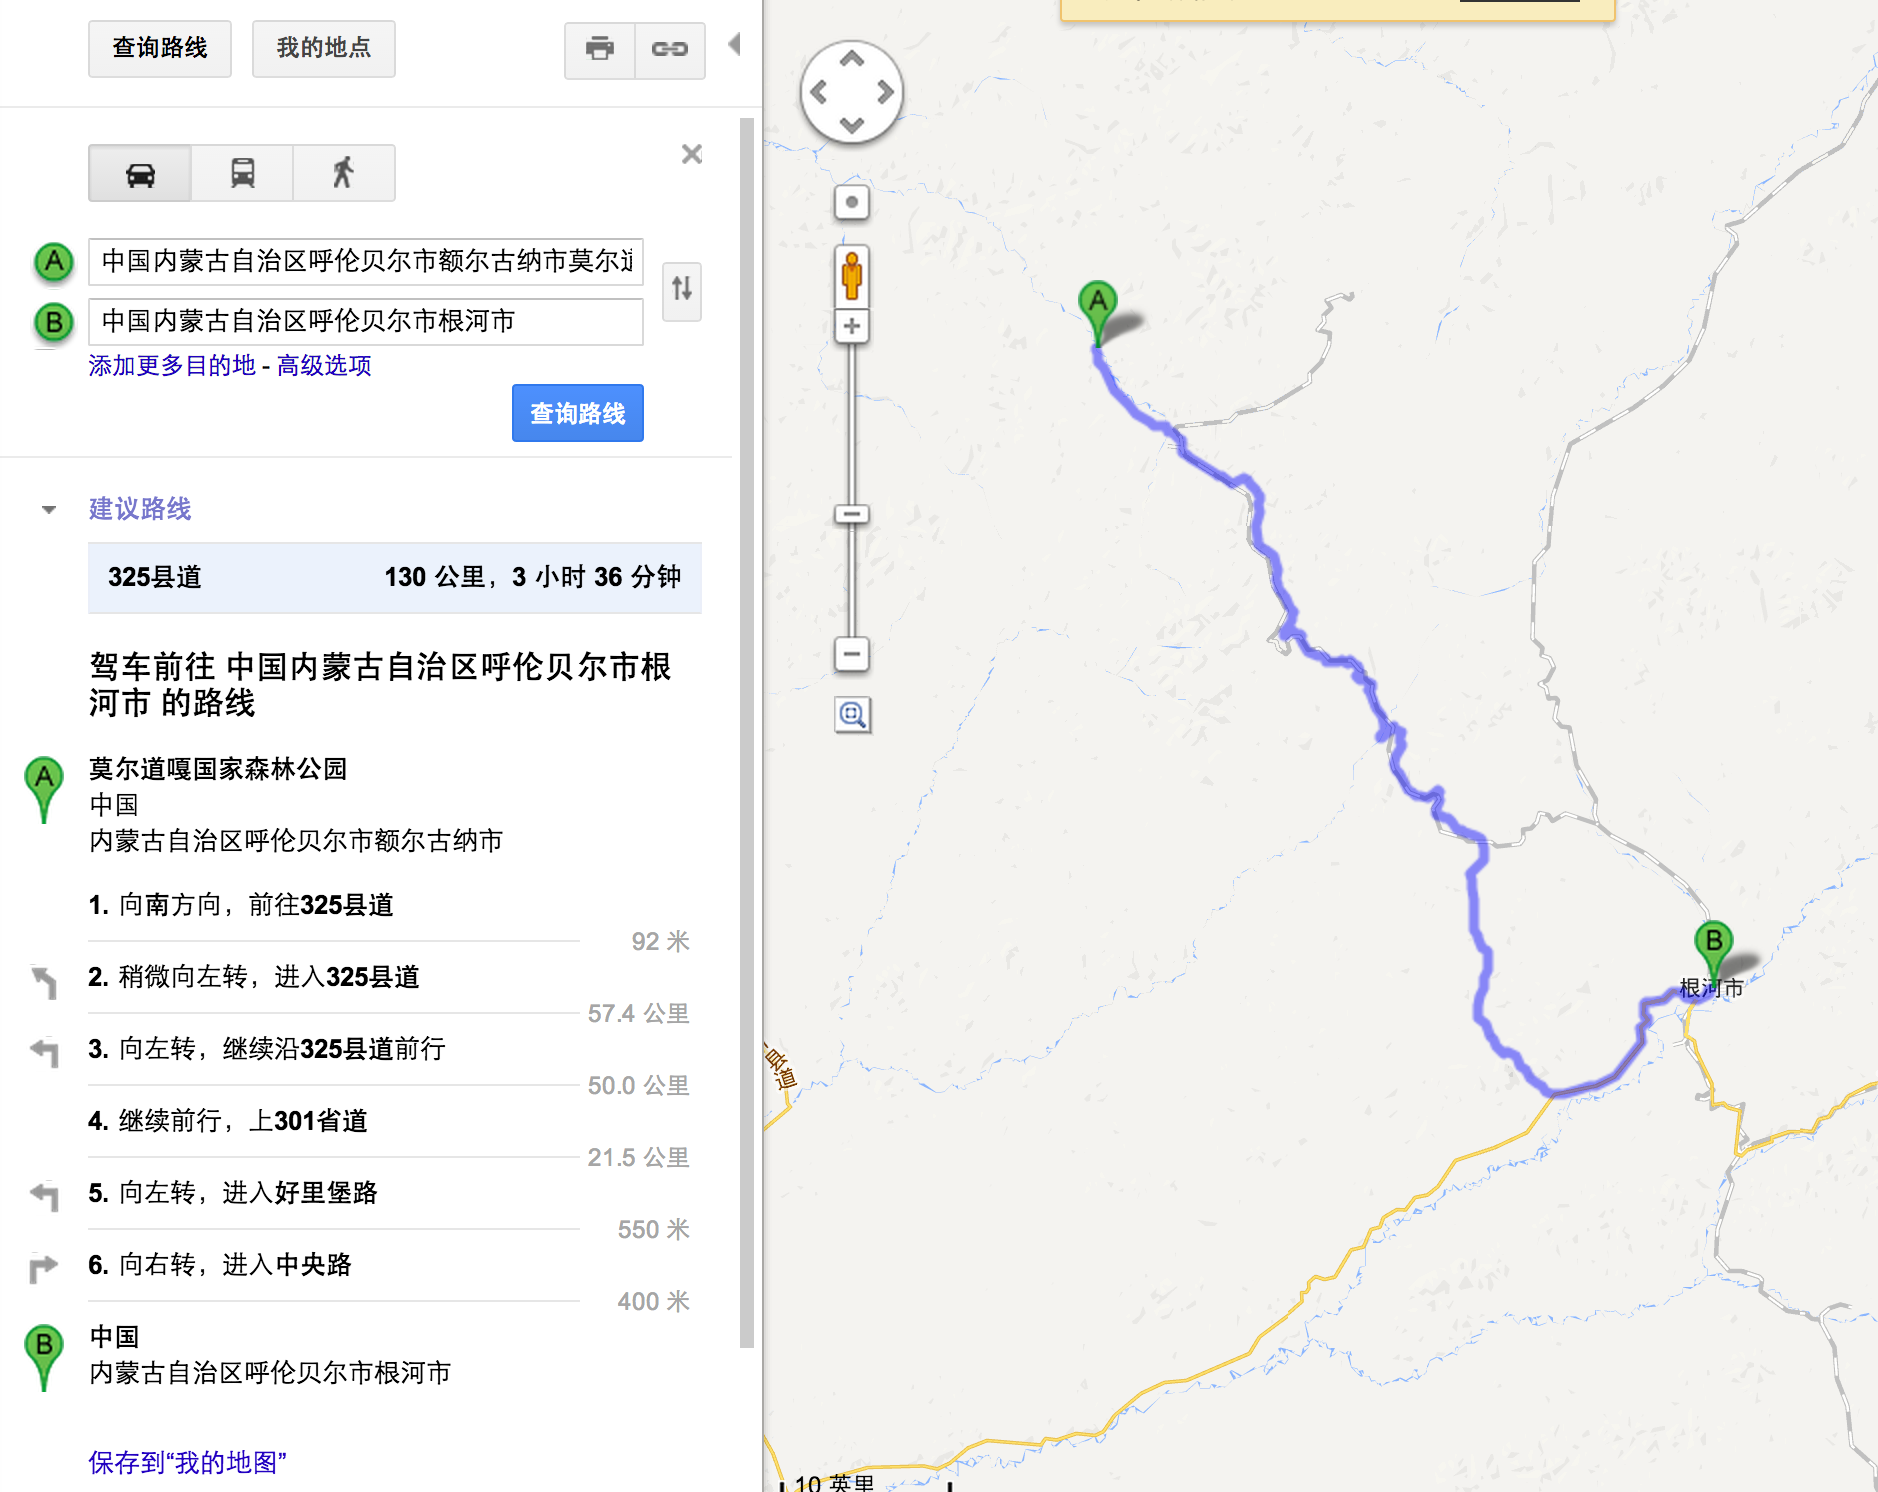 查询路线
我的地点
A
中国内蒙古自治区呼伦贝尔市额尔古纳市莫尔道
B
中国内蒙古自治区呼伦贝尔市根河市
添加更多目的地 - 高级选项
查询路线
建议路线
325县道
130 公里，3 小时 36 分钟
驾车前往 中国内蒙古自治区呼伦贝尔市根
河市 的路线
A
莫尔道嘎国家森林公园
中国
内蒙古自治区呼伦贝尔市额尔古纳市
1. 向南方向，前往325县道
92 米
2. 稍微向左转，进入325县道
57.4 公里
3. 向左转，继续沿325县道前行
50.0 公里
4. 继续前行，上301省道
21.5 公里
5. 向左转，进入好里堡路
550 米
6. 向右转，进入中央路
400 米
B
中国
内蒙古自治区呼伦贝尔市根河市
保存到“我的地图”
A
B
根河市
县道
10 英里